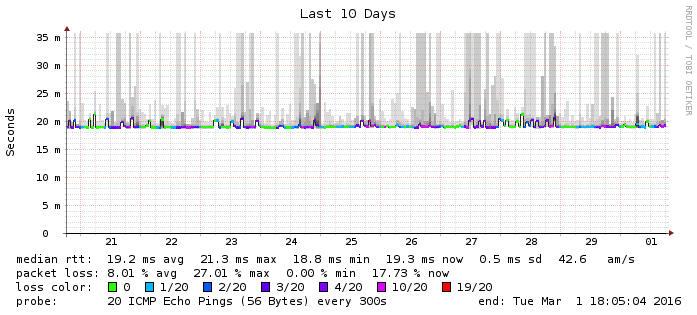 Last 10 Days
RRDTOOL / TOBI OETIKER
Seconds
35 m
30 m
25 m
20 m
15 m
10 m
5 m
0
21 22 23 24 25 26 27 28 29 01
median rtt: 19.2 ms avg 21.3 ms max 18.8 ms min 19.3 ms now 0.5 ms sd 42.6 am/s
packet loss: 8.01 % avg 27.01 % max 0.00 % min 17.73 % now
loss color: 0 1/20 2/20 3/20 4/20 10/20 19/20
probe: 20 ICMP Echo Pings (56 Bytes) every 300s end: Tue Mar 1 18:05:04 2016